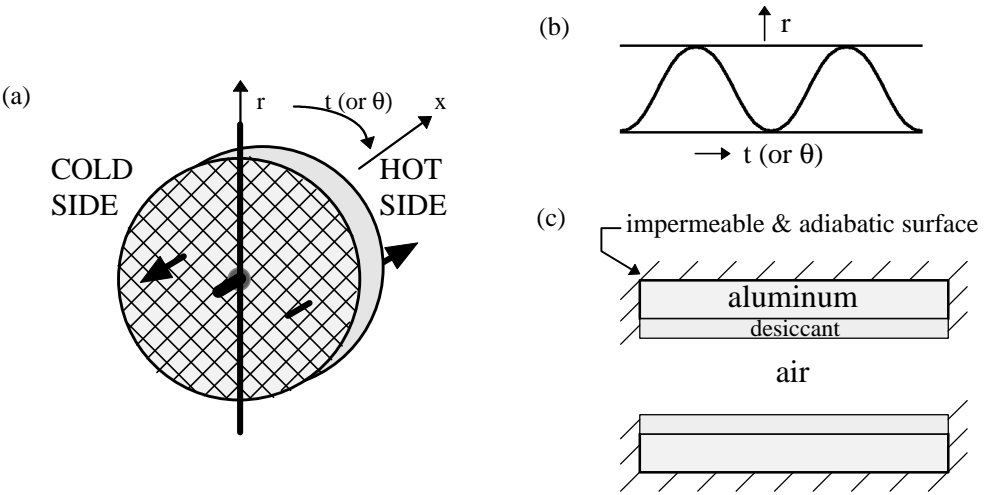 (a)
r
t (or θ)
x
COLD
SIDE
HOT
SIDE
(b)
r
t (or θ)
(c)
impermeable & adiabatic surface
aluminum
desiccant
air